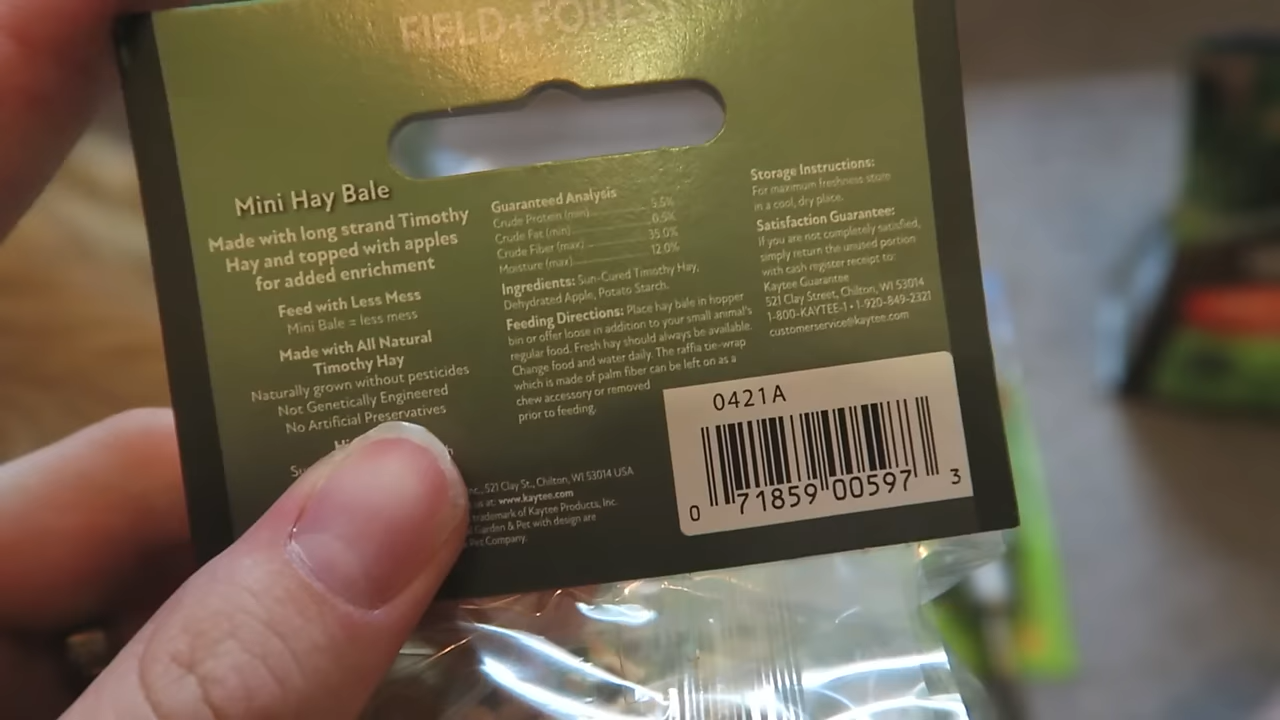 FIELD+FOREST
Mini Hay Bale
Made with long strand Timothy
Hay and topped with apples
for added enrichment
Feed with Less Mess
Mini Bale = less mess
Made with All Natural
Timothy Hay
Naturally grown without pesticides
Not Genetically Engineered
No Artificial Preservatives
Guaranteed Analysis
Crude Protein (min) 5.5%
Crude Fat (min) 0.5%
Crude Fiber (max) 35.0%
Moisture (max) 12.0%
Ingredients: Sun-Cured Timothy Hay,
Dehydrated Apple, Potato Starch.
Feeding Directions: Place hay bale in hopper
bin or offer loose in addition to your small animal's
regular food. Fresh hay should always be available.
Change food and water daily. The raffia tie-wrap
which is made of palm fiber can be left on as a
chew accessory or removed
prior to feeding.
Storage Instructions:
For maximum freshness store
in a cool, dry place.
Satisfaction Guarantee:
If you are not completely satisfied,
simply return the unused portion
with cash register receipt to:
Kaytee Guarantee
521 Clay Street, Chilton, WI 53014
1-800-KAYTEE-1 • 1-920-849-2321
customerservice@kaytee.com
521 Clay St., Chilton, WI 53014 USA
at: www.kaytee.com
trademark of Kaytee Products, Inc.
Garden & Pet with design are
Pet Company.
0421A
0 71859 00597 3